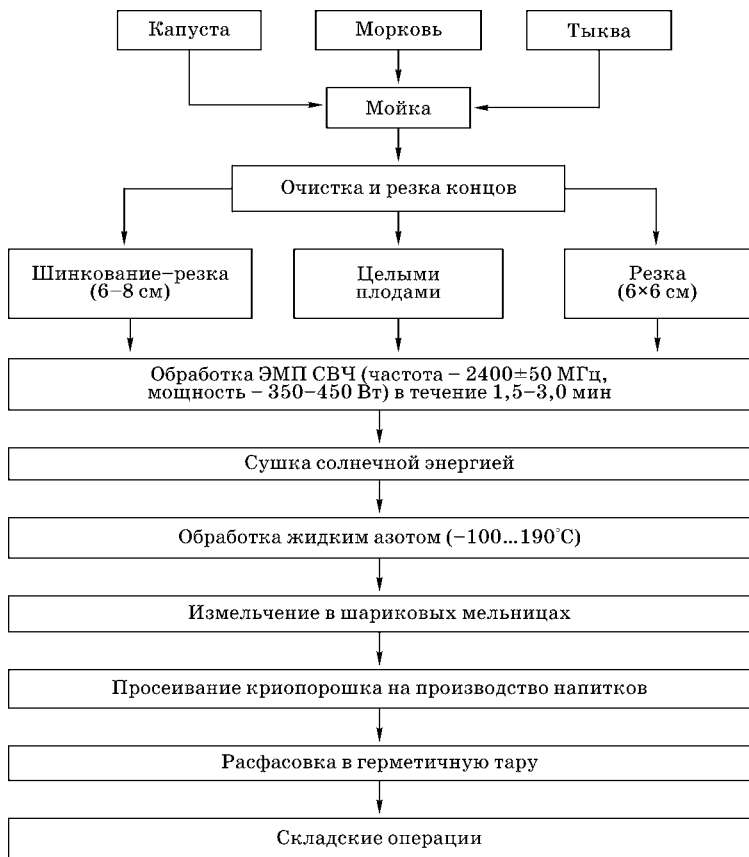 Капуста
Морковь
Тыква
Мойка
Очистка и резка концов
Шинкование–резка
(6–8 см)
Целыми
плодами
Резка
(6×6 см)
Обработка ЭМП СВЧ (частота – 2400±50 МГц,
мощность – 350–450 Вт) в течение 1,5–3,0 мин
Сушка солнечной энергией
Обработка жидким азотом (–100...190°С)
Измельчение в шариковых мельницах
Просеивание криопорошка на производство напитков
Расфасовка в герметичную тару
Складские операции